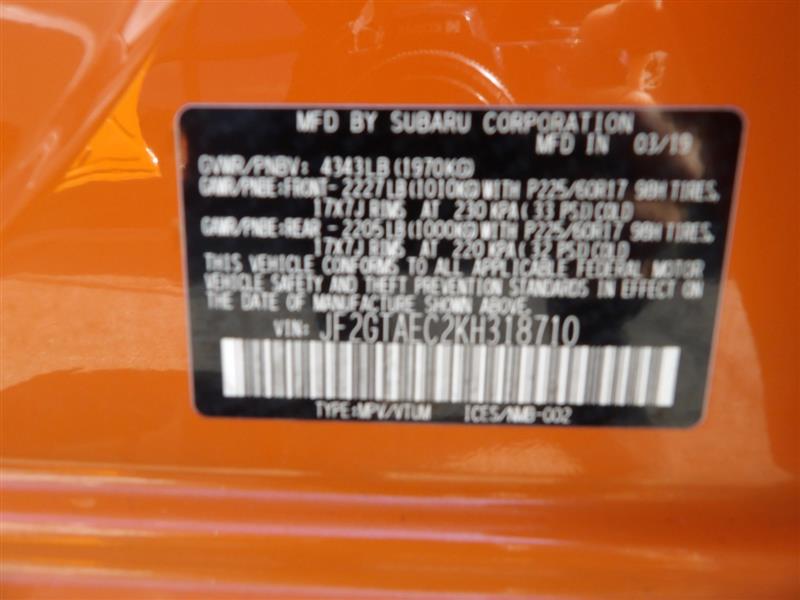 MFD BY SUBARU CORPORATION
MFD IN 03/19
GVWR/PNBV: 4343LB(1970KG)
GAWR/PNBE:FRONT-2227LB(1010KG)WITH P225/60R17 98H TIRES.
17X7J RIMS AT 230 KPA(33 PSI)COLD
GAWR/PNBE:REAR-2205LB(1000KG)WITH P225/60R17 98H TIRES.
17X7J RIMS AT 220 KPA(32 PSI)COLD
THIS VEHICLE CONFORMS TO ALL APPLICABLE FEDERAL MOTOR
VEHICLE SAFETY AND THEFT PREVENTION STANDARDS IN EFFECT ON
THE DATE OF MANUFACTURE SHOWN ABOVE.
VIN: JF2GTAEC2KH318710
TYPE:MPV/VTUM ICES/NMB-002